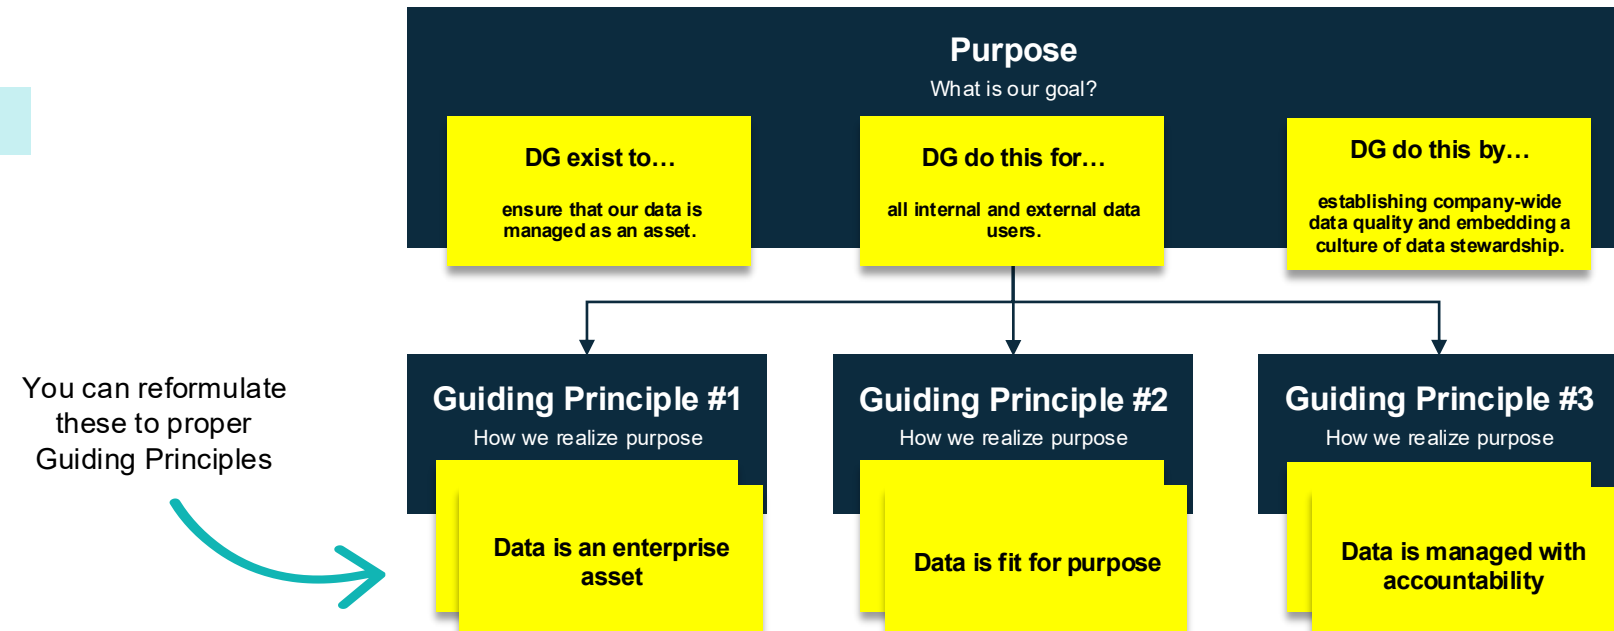 Purpose
What is our goal?
DG exist to…
ensure that our data is
managed as an asset.
DG do this for…
all internal and external data
users.
DG do this by…
establishing company-wide
data quality and embedding a
culture of data stewardship.
You can reformulate
these to proper
Guiding Principles
Guiding Principle #1
How we realize purpose
Data is an enterprise
asset
Guiding Principle #2
How we realize purpose
Data is fit for purpose
Guiding Principle #3
How we realize purpose
Data is managed with
accountability